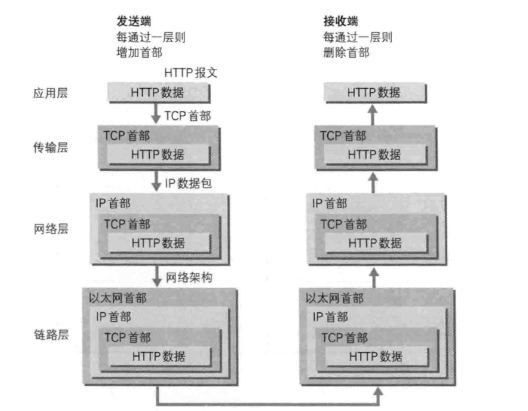 发送端
每通过一层则
增加首部
接收端
每通过一层则
删除首部
HTTP 报文
应用层
HTTP 数据
HTTP 数据
TCP 首部
传输层
TCP 首部
HTTP 数据
TCP 首部
HTTP 数据
IP 数据包
网络层
IP 首部
TCP 首部
HTTP 数据
IP 首部
TCP 首部
HTTP 数据
网络架构
链路层
以太网首部
IP 首部
TCP 首部
HTTP 数据
以太网首部
IP 首部
TCP 首部
HTTP 数据